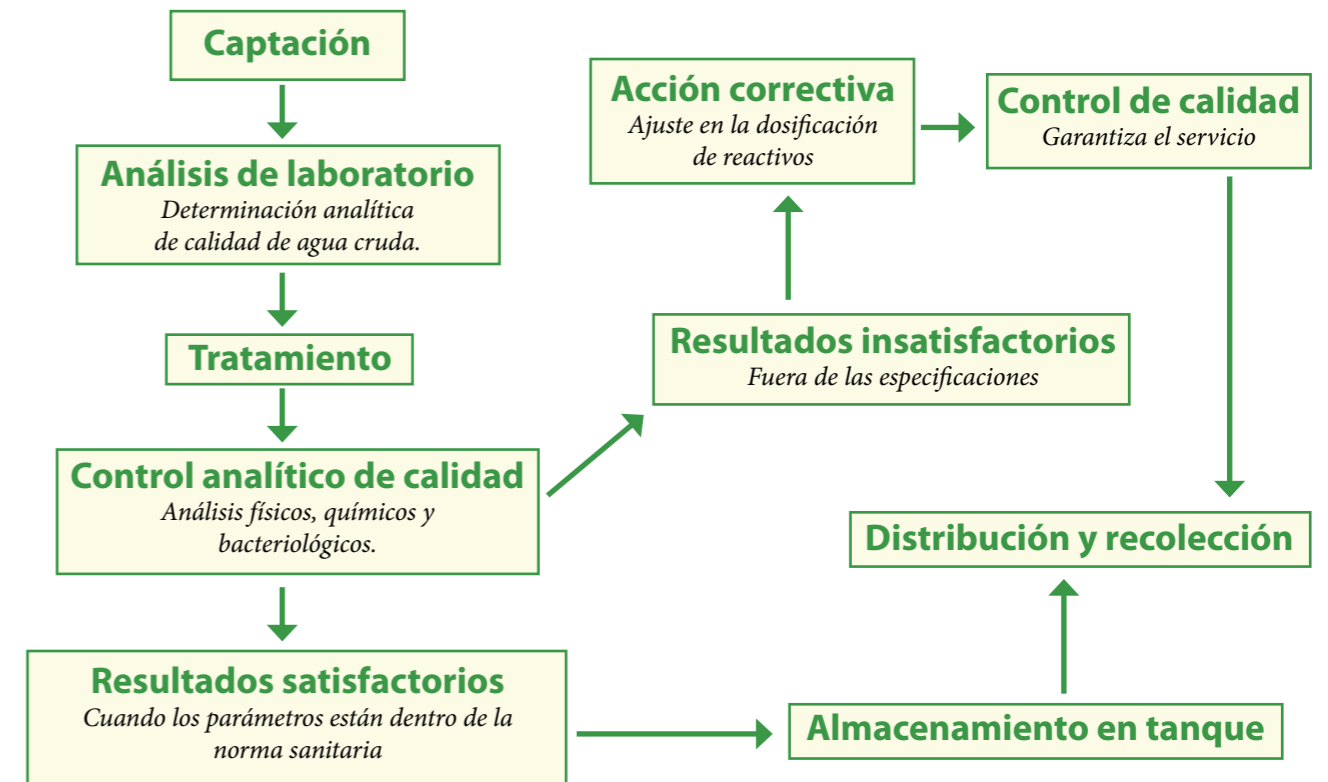 Captación
Análisis de laboratorio
Determinación analítica
de calidad de agua cruda.
Tratamiento
Control analítico de calidad
Análisis físicos, químicos y
bacteriológicos.
Resultados satisfactorios
Cuando los parámetros están dentro de la
norma sanitaria
Resultados insatisfactorios
Fuera de las especificaciones
Acción correctiva
Ajuste en la dosificación
de reactivos
Control de calidad
Garantiza el servicio
Almacenamiento en tanque
Distribución y recolección